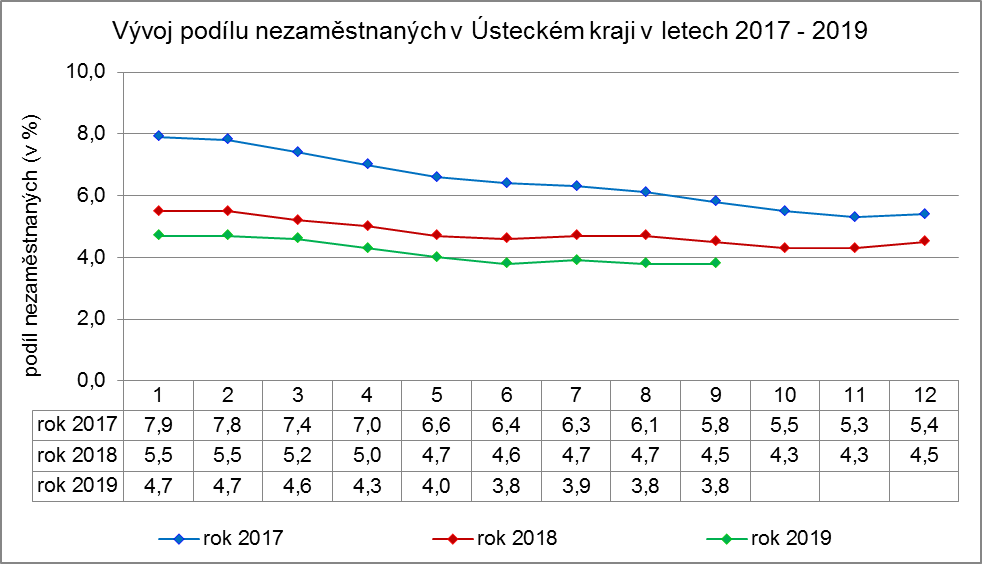 Vývoj podílu nezaměstnaných v Ústeckém kraji v letech 2017 - 2019
podíl nezaměstnaných (v %)
10,0
8,0
6,0
4,0
2,0
0,0
1 2 3 4 5 6 7 8 9 10 11 12
rok 2017 7,9 7,8 7,4 7,0 6,6 6,4 6,3 6,1 5,8 5,5 5,3 5,4
rok 2018 5,5 5,5 5,2 5,0 4,7 4,6 4,7 4,7 4,5 4,3 4,3 4,5
rok 2019 4,7 4,7 4,6 4,3 4,0 3,8 3,9 3,8 3,8
rok 2017 rok 2018 rok 2019